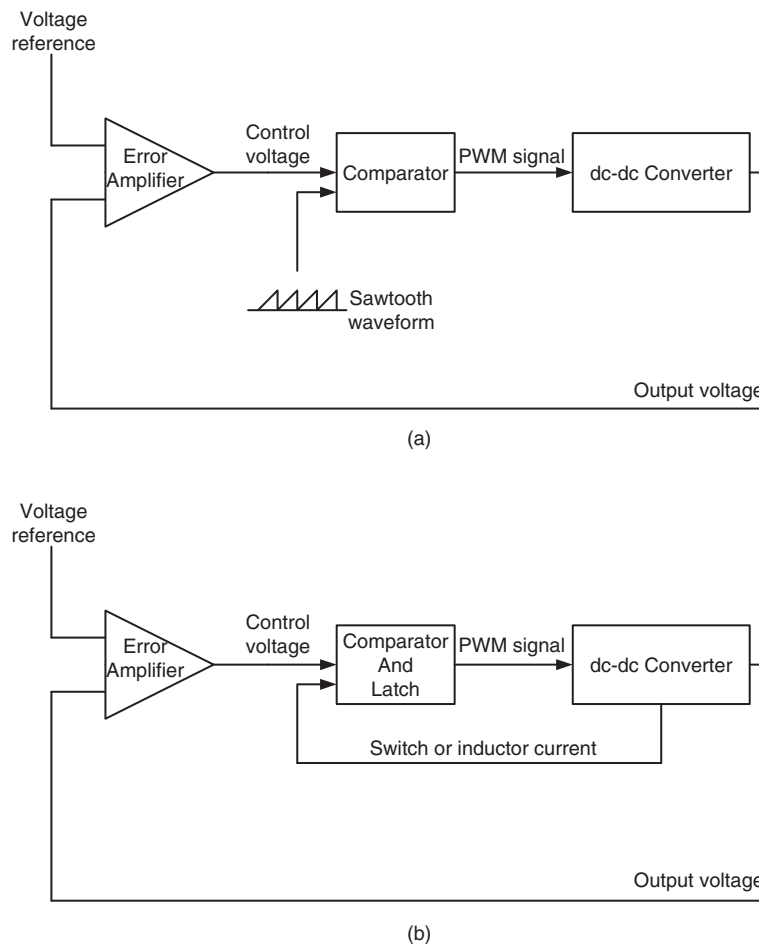 Voltage
reference
Error
Amplifier
Control
voltage
Comparator
PWM signal
dc-dc Converter
Sawtooth
waveform
Output voltage
(a)
Voltage
reference
Error
Amplifier
Control
voltage
Comparator
And
Latch
PWM signal
dc-dc Converter
Switch or inductor current
Output voltage
(b)